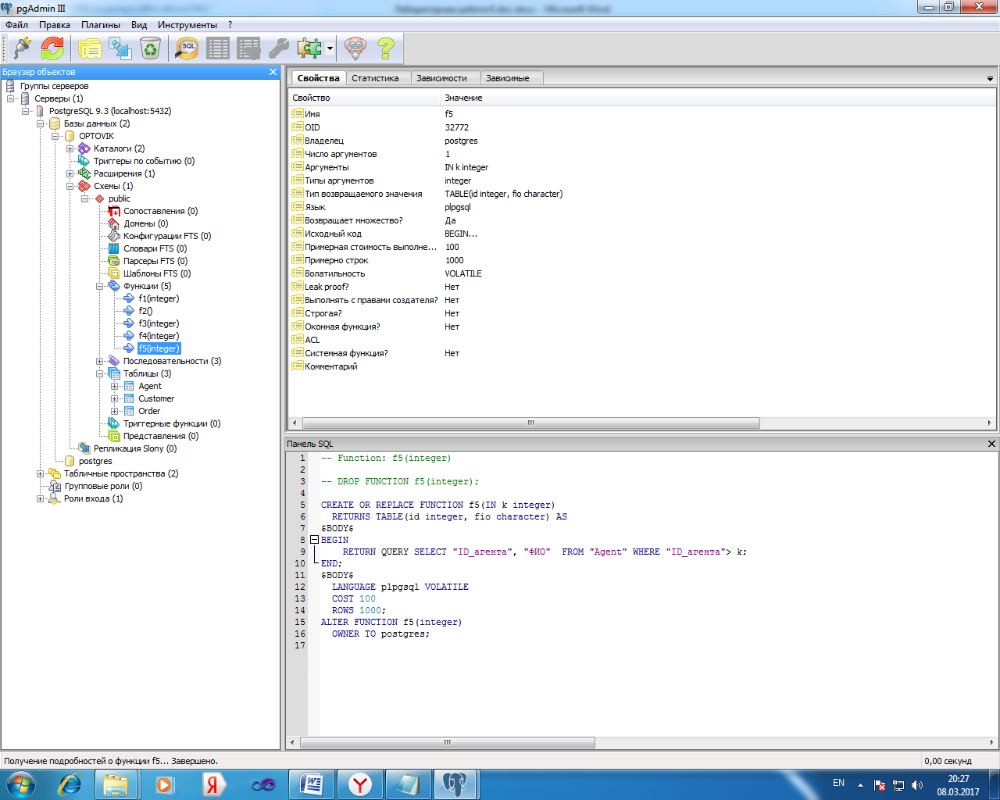 pgAdmin III
Лабораторная работа 6.doc.docx - Microsoft Word
Файл Правка Плагины Вид Инструменты ?
Браузер объектов
Группы серверов
Серверы (1)
PostgreSQL 9.3 (localhost:5432)
Базы данных (2)
OPTOVIK
Каталоги (2)
Триггеры по событию (0)
Расширения (1)
Схемы (1)
public
Сопоставления (0)
Домены (0)
Конфигурации FTS (0)
Словари FTS (0)
Парсеры FTS (0)
Шаблоны FTS (0)
Функции (5)
f1(integer)
f2()
f3(integer)
f4(integer)
f5(integer)
Последовательности (3)
Таблицы (3)
Agent
Customer
Order
Триггерные функции (0)
Представления (0)
Репликация Slony (0)
postgres
Табличные пространства (2)
Групповые роли (0)
Роли входа (1)
Свойства Статистика Зависимости Зависимые
Свойство Значение
Имя f5
OID 32772
Владелец postgres
Число аргументов 1
Аргументы IN k integer
Типы аргументов integer
Тип возвращаемого значения TABLE(id integer, fio character)
Язык plpgsql
Возвращает множество? Да
Исходный код BEGIN...
Примерная стоимость выполне... 100
Примерно строк 1000
Волатильность VOLATILE
Leak proof? Нет
Выполнять с правами создателя? Нет
Строгая? Нет
Оконная функция? Нет
ACL
Системная функция? Нет
Комментарий
Панель SQL
1 -- Function: f5(integer)
2
3 -- DROP FUNCTION f5(integer);
4
5 CREATE OR REPLACE FUNCTION f5(IN k integer)
6 RETURNS TABLE(id integer, fio character) AS
7 $BODY$
8 BEGIN
9 RETURN QUERY SELECT "ID_агента", "ФИО" FROM "Agent" WHERE "ID_агента"> k;
10 END;
11 $BODY$
12 LANGUAGE plpgsql VOLATILE
13 COST 100
14 ROWS 1000;
15 ALTER FUNCTION f5(integer)
16 OWNER TO postgres;
17
Получение подробностей о функции f5... Завершено. 0,00 секунд
EN 20:27
08.03.2017